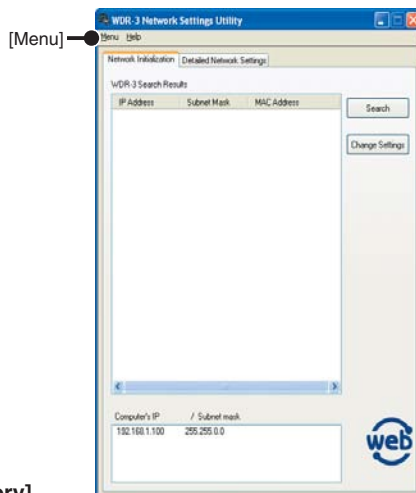 WDR-3 Network Settings Utility
[Menu]
Menu Help
Network Initialization Detailed Network Settings
WDR-3 Search Results
IP Address Subnet Mask MAC Address
Search
Change Settings
Computer's IP / Subnet mask
192.168.1.100 255.255.0.0
web
ory]